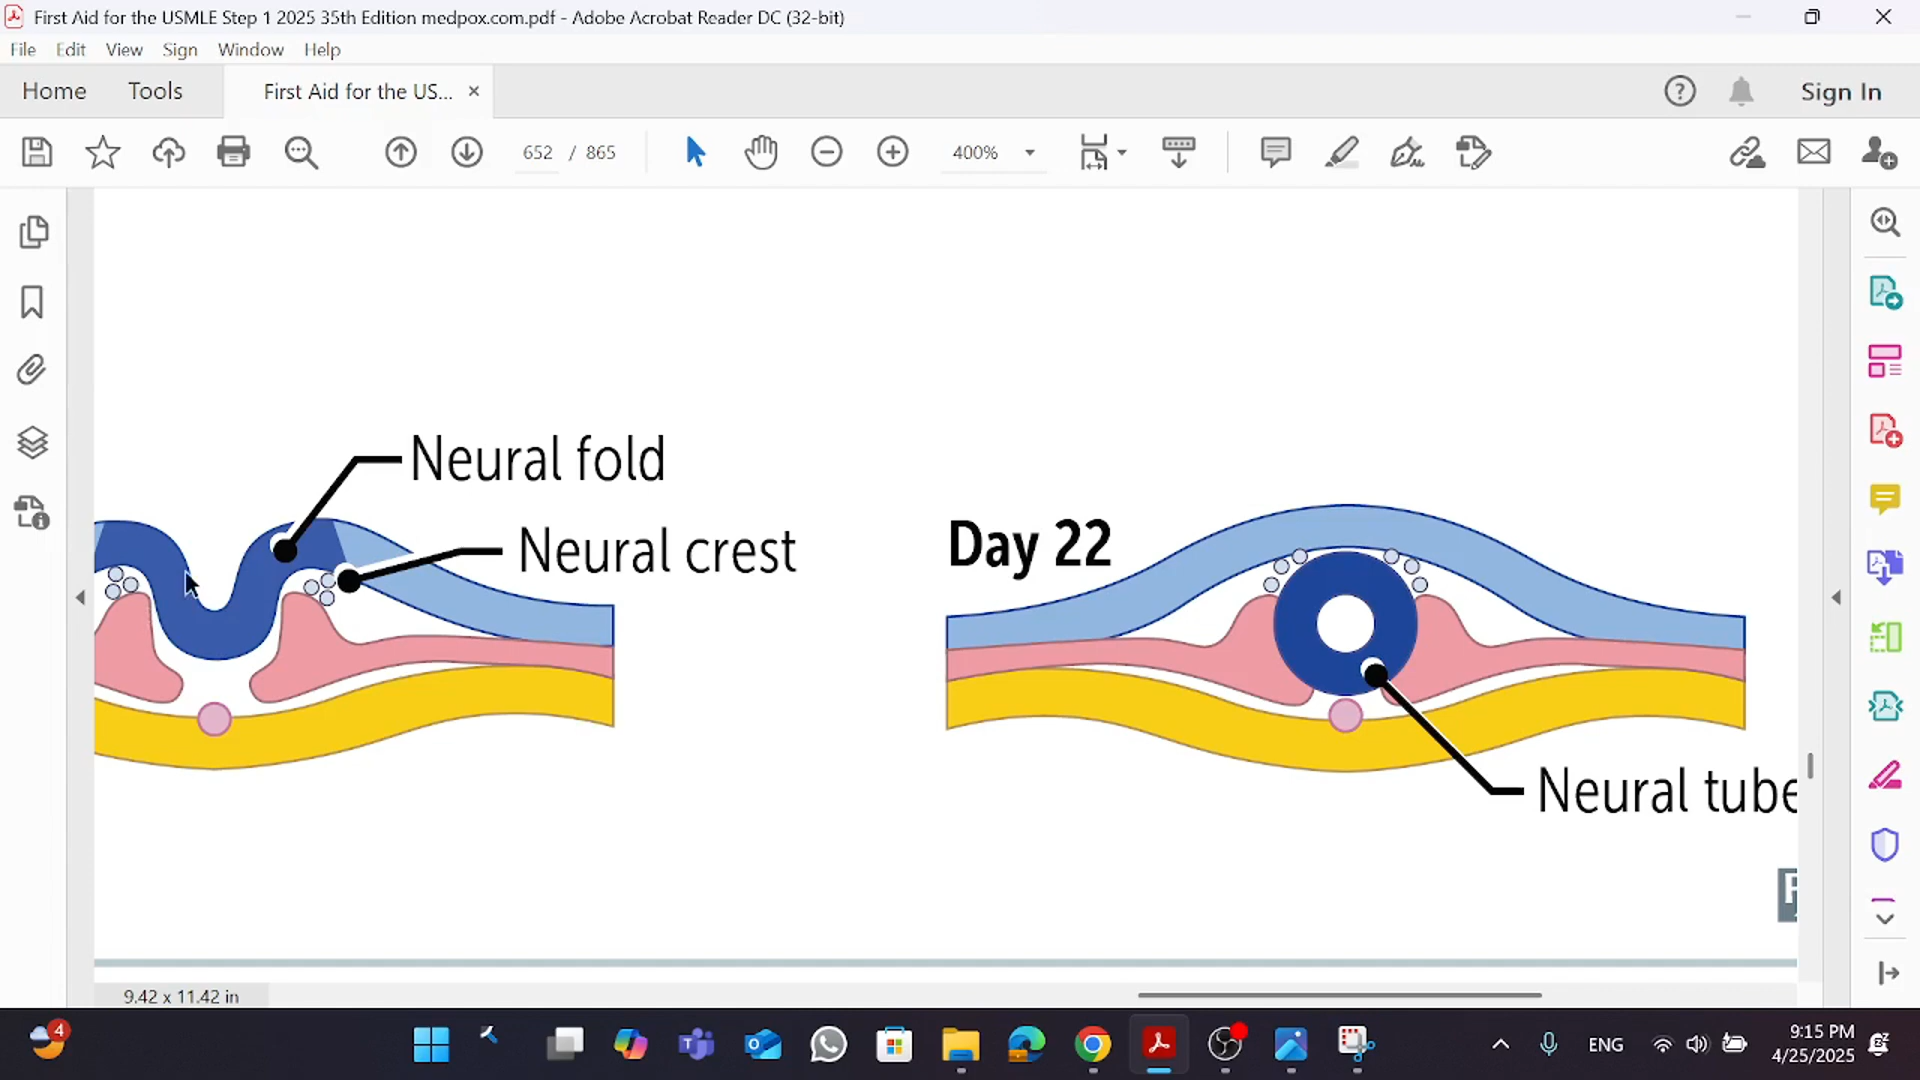 First Aid for the USMLE Step 1 2025 35th Edition medpox.com.pdf - Adobe Acrobat Reader DC (32-bit)
File Edit View Sign Window Help
Home Tools First Aid for the US... × Sign In
652 / 865 400%
Neural fold
Neural crest
Day 22
Neural tube
9.42 x 11.42 in
4 ENG 9:15 PM
4/25/2025